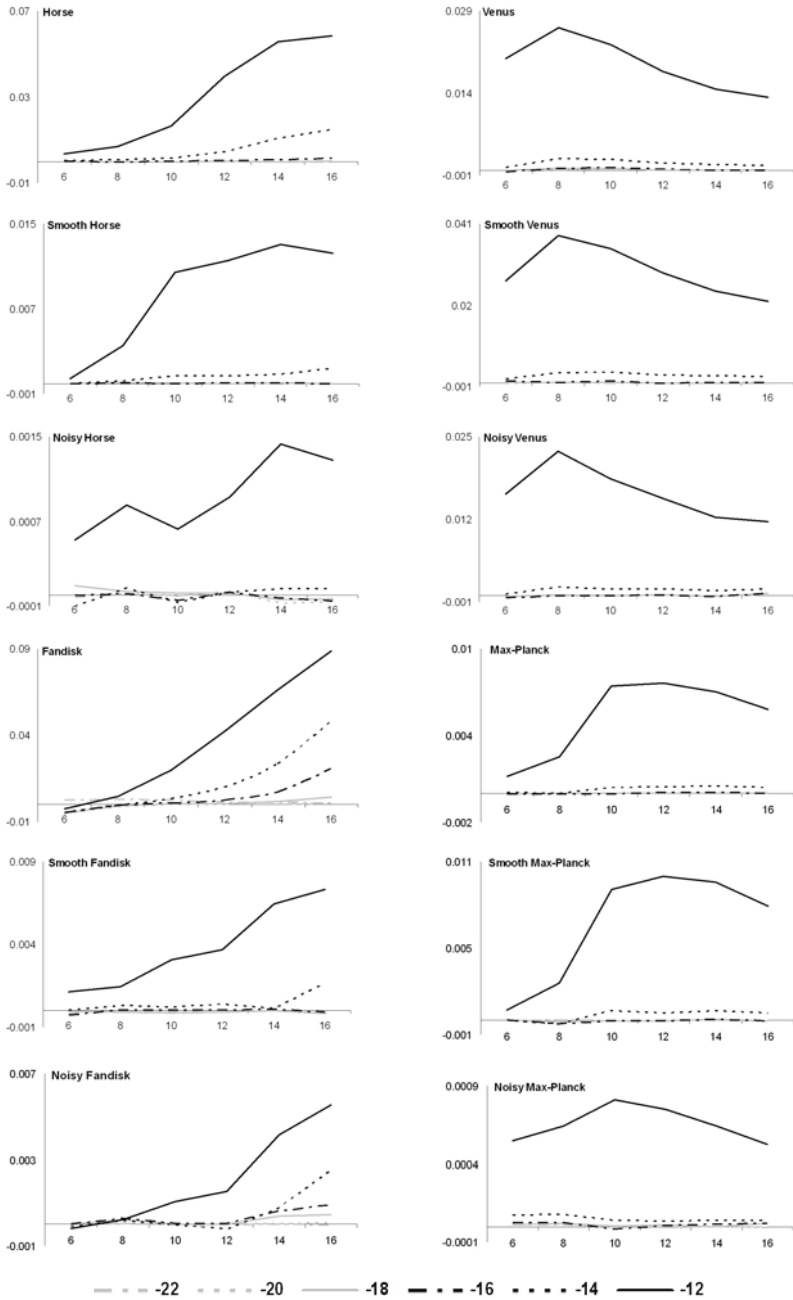 Horse
0.07
0.03
-0.01
6 8 10 12 14 16
Venus
0.029
0.014
-0.001
6 8 10 12 14 16
Smooth Horse
0.015
0.007
-0.001
6 8 10 12 14 16
Smooth Venus
0.041
0.02
-0.001
6 8 10 12 14 16
Noisy Horse
0.0015
0.0007
-0.0001
6 8 10 12 14 16
Noisy Venus
0.025
0.012
-0.001
6 8 10 12 14 16
Fandisk
0.09
0.04
-0.01
6 8 10 12 14 16
Max-Planck
0.01
0.004
-0.002
6 8 10 12 14 16
Smooth Fandisk
0.009
0.004
-0.001
6 8 10 12 14 16
Smooth Max-Planck
0.011
0.005
-0.001
6 8 10 12 14 16
Noisy Fandisk
0.007
0.003
-0.001
6 8 10 12 14 16
Noisy Max-Planck
0.0009
0.0004
-0.0001
6 8 10 12 14 16
-22 -20 -18 -16 -14 -12